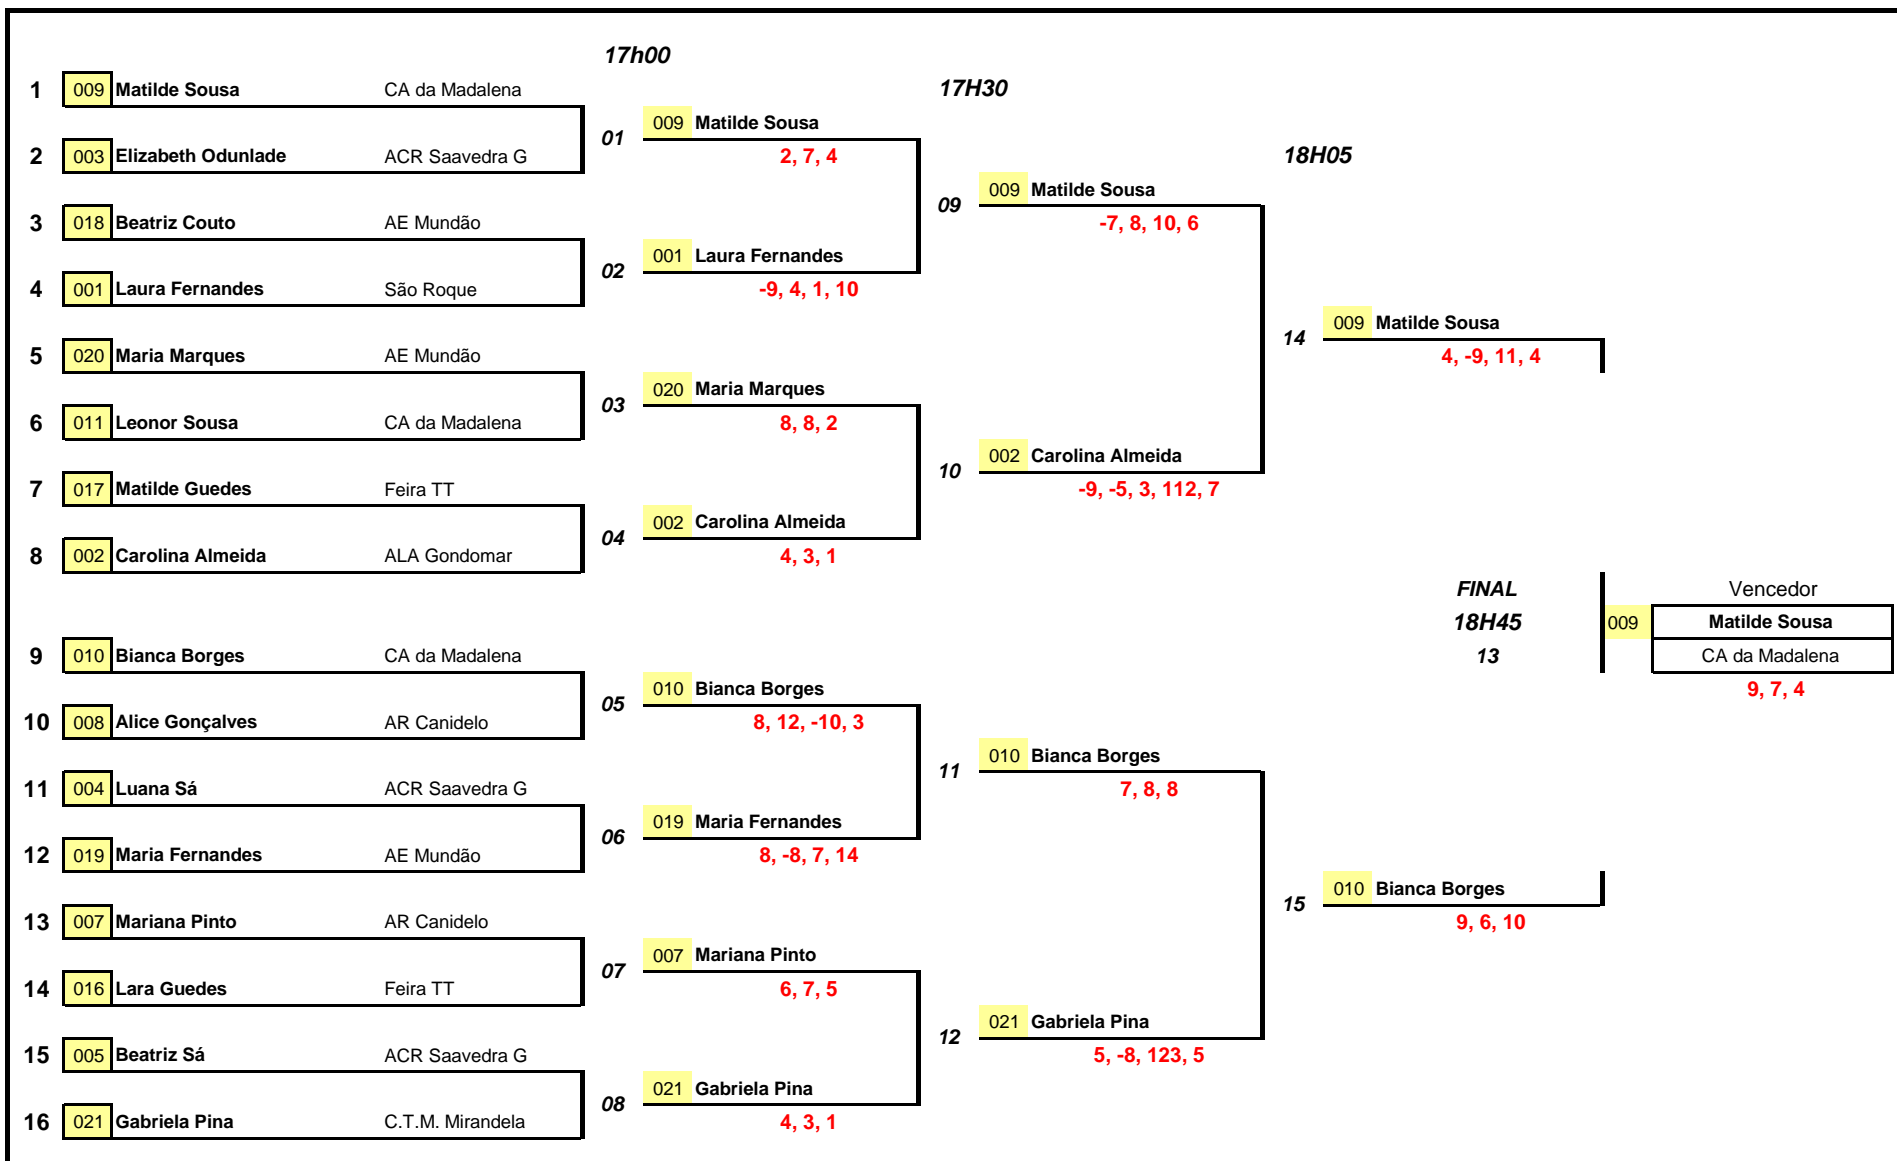 17h00
1 009 Matilde Sousa CA da Madalena 17H30
009 Matilde Sousa
01
2 003 Elizabeth Odunlade ACR Saavedra G 2, 7, 4 18H05
009 Matilde Sousa
09
3 018 Beatriz Couto AE Mundão -7, 8, 10, 6
001 Laura Fernandes
02
4 001 Laura Fernandes São Roque -9, 4, 1, 10
009 Matilde Sousa
14
5 020 Maria Marques AE Mundão 4, -9, 11, 4
020 Maria Marques
03
6 011 Leonor Sousa CA da Madalena 8, 8, 2
002 Carolina Almeida
10
7 017 Matilde Guedes Feira TT -9, -5, 3, 112, 7
002 Carolina Almeida
04
8 002 Carolina Almeida ALA Gondomar 4, 3, 1
FINAL Vencedor
18H45 009 Matilde Sousa
9 010 Bianca Borges CA da Madalena 13 CA da Madalena
010 Bianca Borges 9, 7, 4
05
10 008 Alice Gonçalves AR Canidelo 8, 12, -10, 3
010 Bianca Borges
11
11 004 Luana Sá ACR Saavedra G 7, 8, 8
019 Maria Fernandes
06
12 019 Maria Fernandes AE Mundão 8, -8, 7, 14
010 Bianca Borges
15
13 007 Mariana Pinto AR Canidelo 9, 6, 10
007 Mariana Pinto
07
14 016 Lara Guedes Feira TT 6, 7, 5
021 Gabriela Pina
12
15 005 Beatriz Sá ACR Saavedra G 5, -8, 123, 5
021 Gabriela Pina
08
16 021 Gabriela Pina C.T.M. Mirandela 4, 3, 1